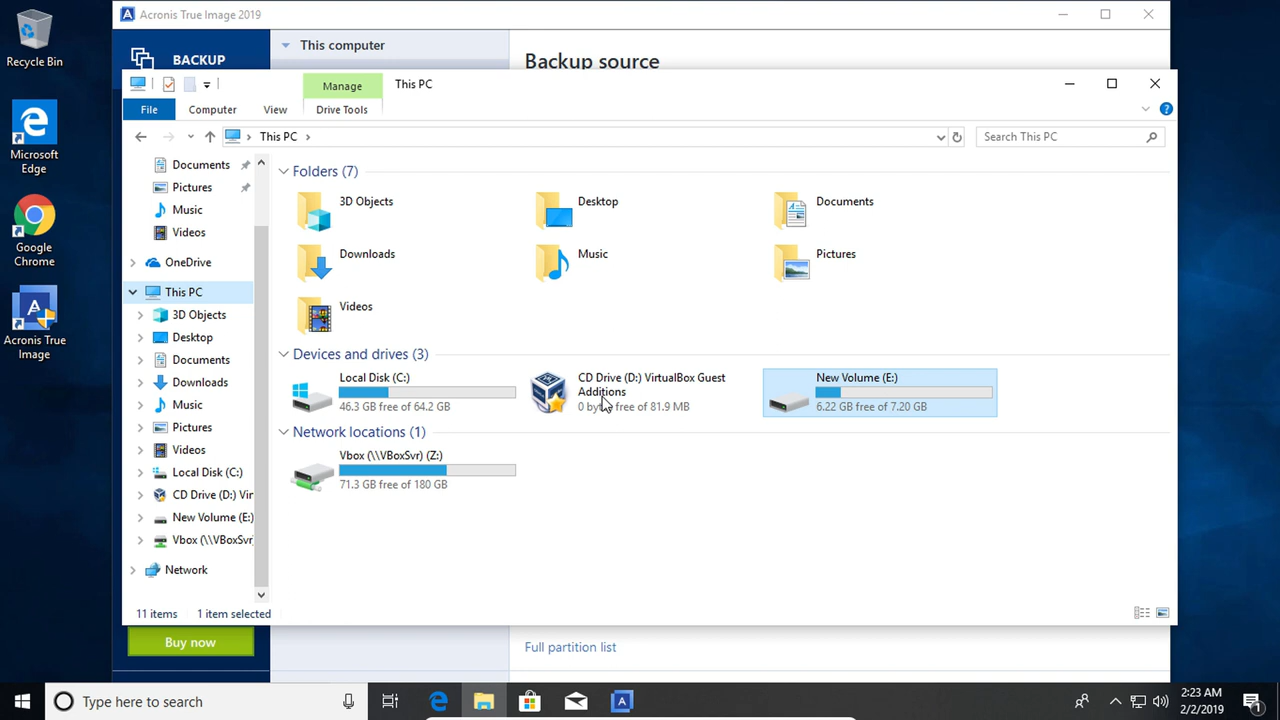 Recycle Bin
Microsoft
Edge
Google
Chrome
Acronis True
Image
Acronis True Image 2019
BACKUP
This computer
Backup source
Manage
This PC
File
Computer
View
Drive Tools
This PC
Search This PC
Documents
Pictures
Music
Videos
OneDrive
This PC
3D Objects
Desktop
Documents
Downloads
Music
Pictures
Videos
Local Disk (C:)
CD Drive (D:) Vir
New Volume (E:)
Vbox (\\VBoxSvr)
Network
Folders (7)
3D Objects
Desktop
Documents
Downloads
Music
Pictures
Videos
Devices and drives (3)
Local Disk (C:)
46.3 GB free of 64.2 GB
CD Drive (D:) VirtualBox Guest
Additions
0 bytes free of 81.9 MB
New Volume (E:)
6.22 GB free of 7.20 GB
Network locations (1)
Vbox (\\VBoxSvr) (Z:)
71.3 GB free of 180 GB
11 items
1 item selected
Buy now
Full partition list
Type here to search
2:23 AM
2/2/2019
1